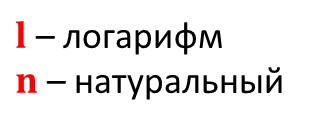 l – логарифм
n – натуральный